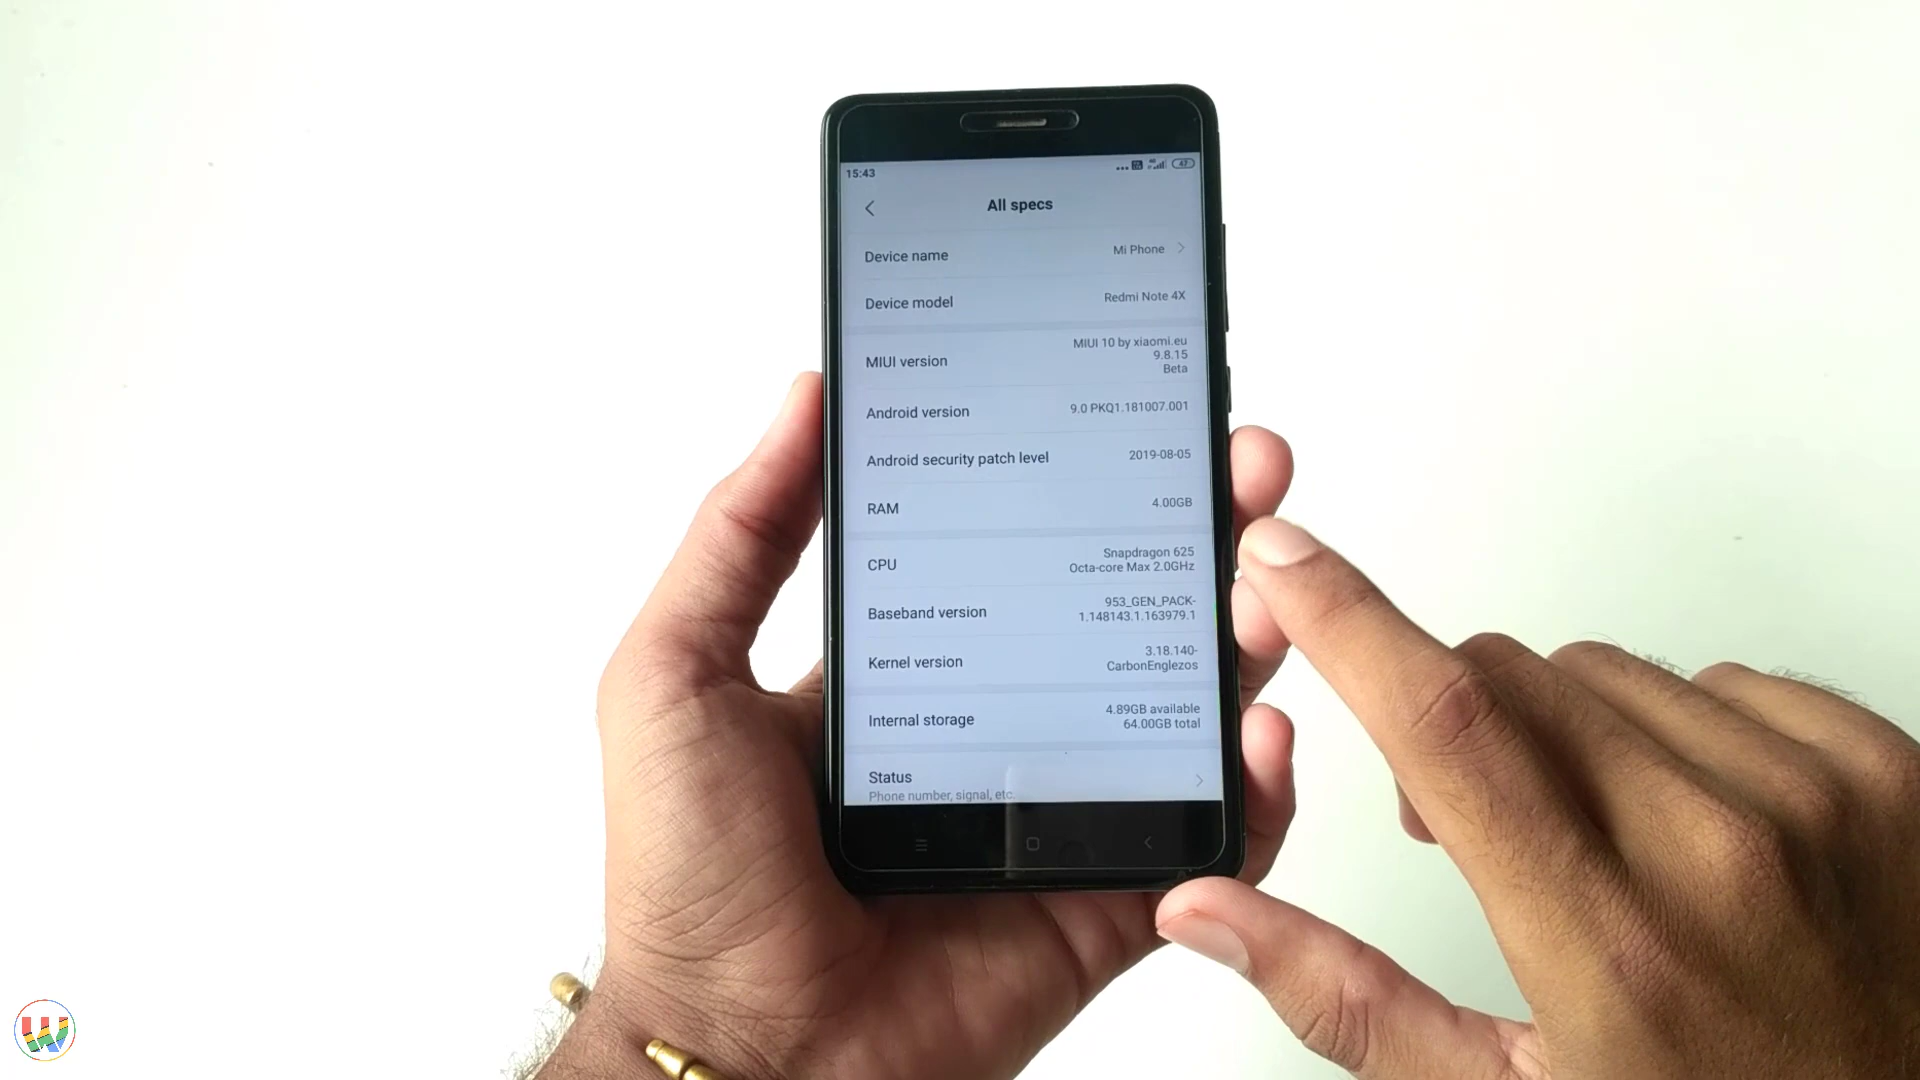 15:43
47
All specs
Device name
Mi Phone
Device model
Redmi Note 4X
MIUI version
MIUI 10 by xiaomi.eu
9.8.15
Beta
Android version
9.0 PKQ1.181007.001
Android security patch level
2019-08-05
RAM
4.00GB
CPU
Snapdragon 625
Octa-core Max 2.0GHz
Baseband version
953_GEN_PACK-
1.148143.1.163979.1
Kernel version
3.18.140-
CarbonEnglezos
Internal storage
4.89GB available
64.00GB total
Status
Phone number, signal, etc.
W